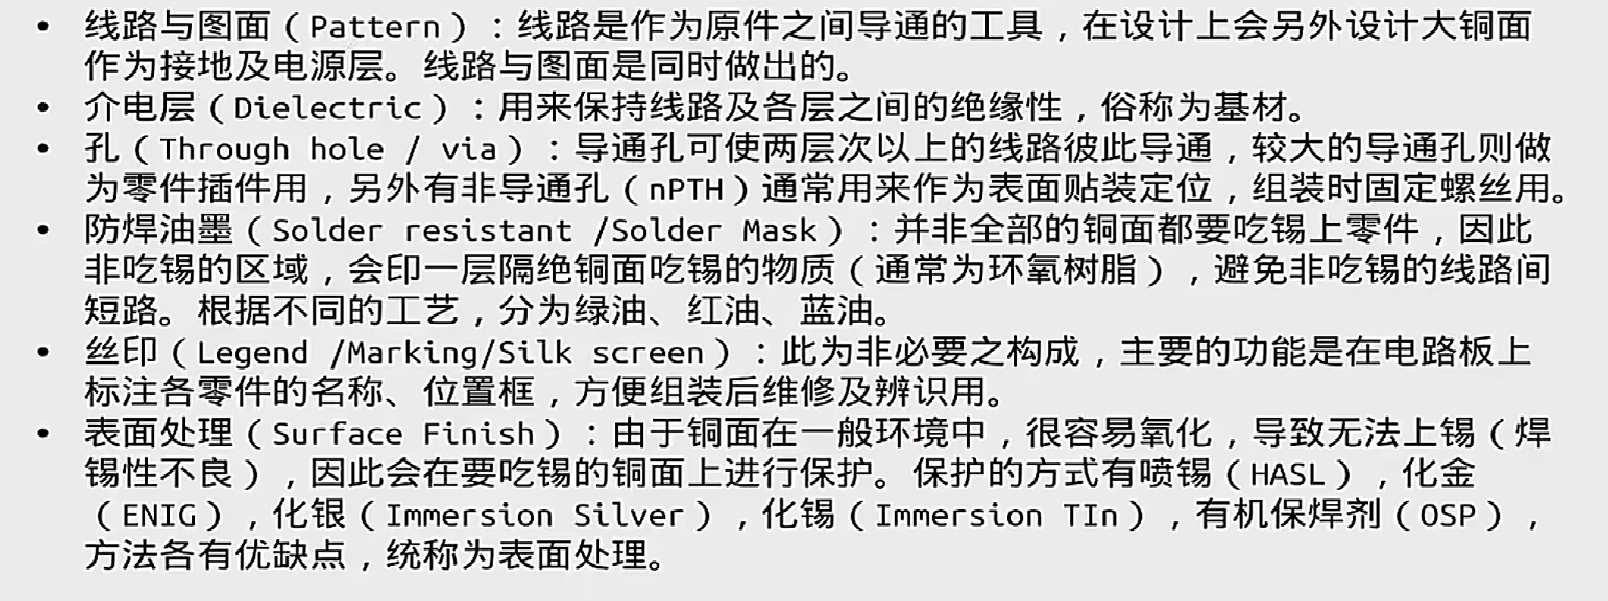 • 线路与图面（Pattern）：线路是作为原件之间导通的工具，在设计上会另外设计大铜面
作为接地及电源层。线路与图面是同时做出的。
• 介电层（Dielectric）：用来保持线路及各层之间的绝缘性，俗称为基材。
• 孔（Through hole / via）：导通孔可使两层次以上的线路彼此导通，较大的导通孔则做
为零件插件用，另外有非导通孔（nPTH）通常用来作为表面贴装定位，组装时固定螺丝用。
• 防焊油墨（Solder resistant /Solder Mask）：并非全部的铜面都要吃锡上零件，因此
非吃锡的区域，会印一层隔绝铜面吃锡的物质（通常为环氧树脂），避免非吃锡的线路间
短路。根据不同的工艺，分为绿油、红油、蓝油。
• 丝印（Legend /Marking/Silk screen）：此为非必要之构成，主要的功能是在电路板上
标注各零件的名称、位置框，方便组装后维修及辨识用。
• 表面处理（Surface Finish）：由于铜面在一般环境中，很容易氧化，导致无法上锡（焊
锡性不良），因此会在要吃锡的铜面上进行保护。保护的方式有喷锡（HASL），化金
（ENIG），化银（Immersion Silver），化锡（Immersion TIn），有机保焊剂（OSP），
方法各有优缺点，统称为表面处理。